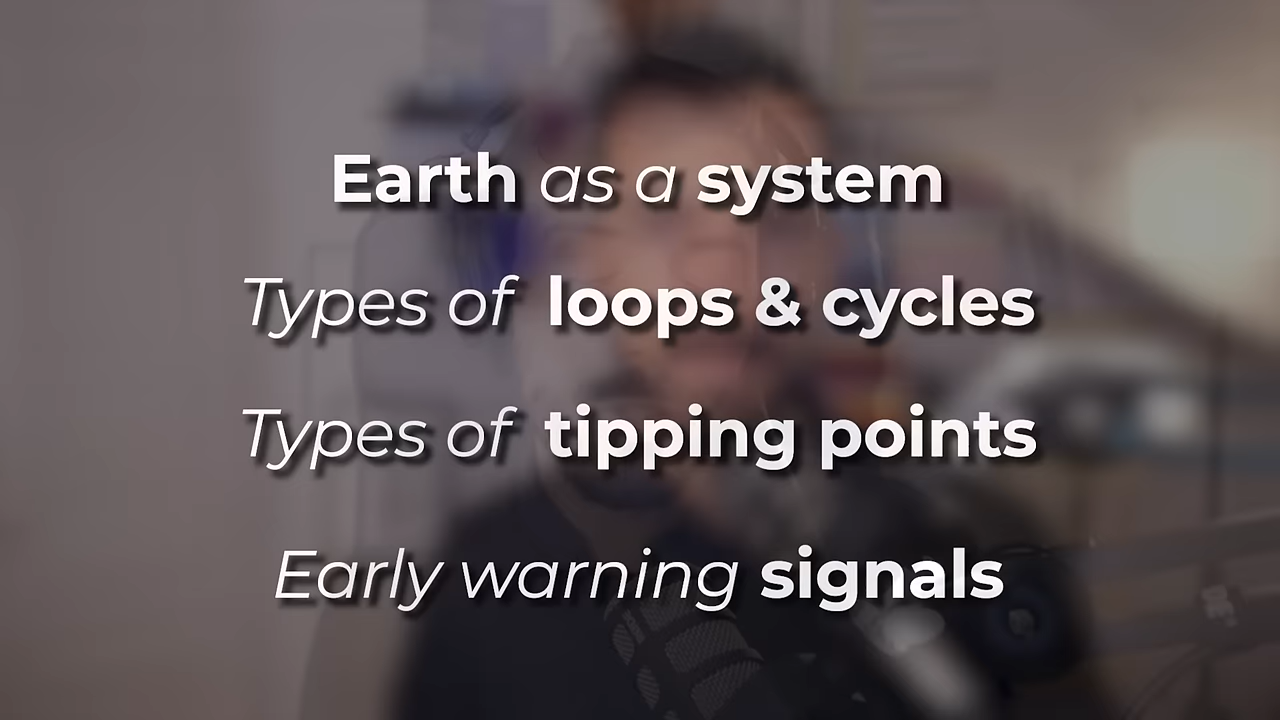 Earth as a system
Types of loops & cycles
Types of tipping points
Early warning signals